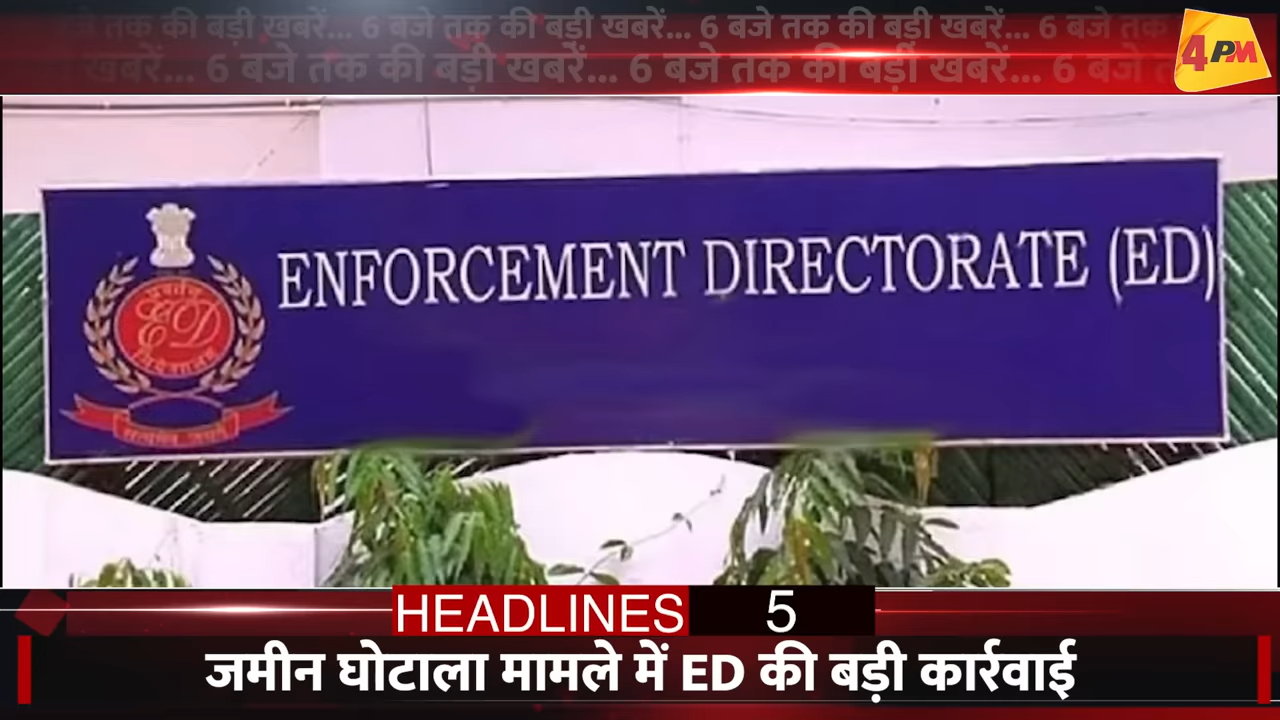 तक की बड़ी खबरें... 6 बजे तक की बड़ी खबरें... 6 बजे तक की बड़ी खबरें... 6 बजे तक
खबरें... 6 बजे तक की बड़ी खबरें... 6 बजे तक की बड़ी खबरें... 6 बजे
4PM
ENFORCEMENT DIRECTORATE (ED)
ED
HEADLINES 5
जमीन घोटाला मामले में ED की बड़ी कार्रवाई